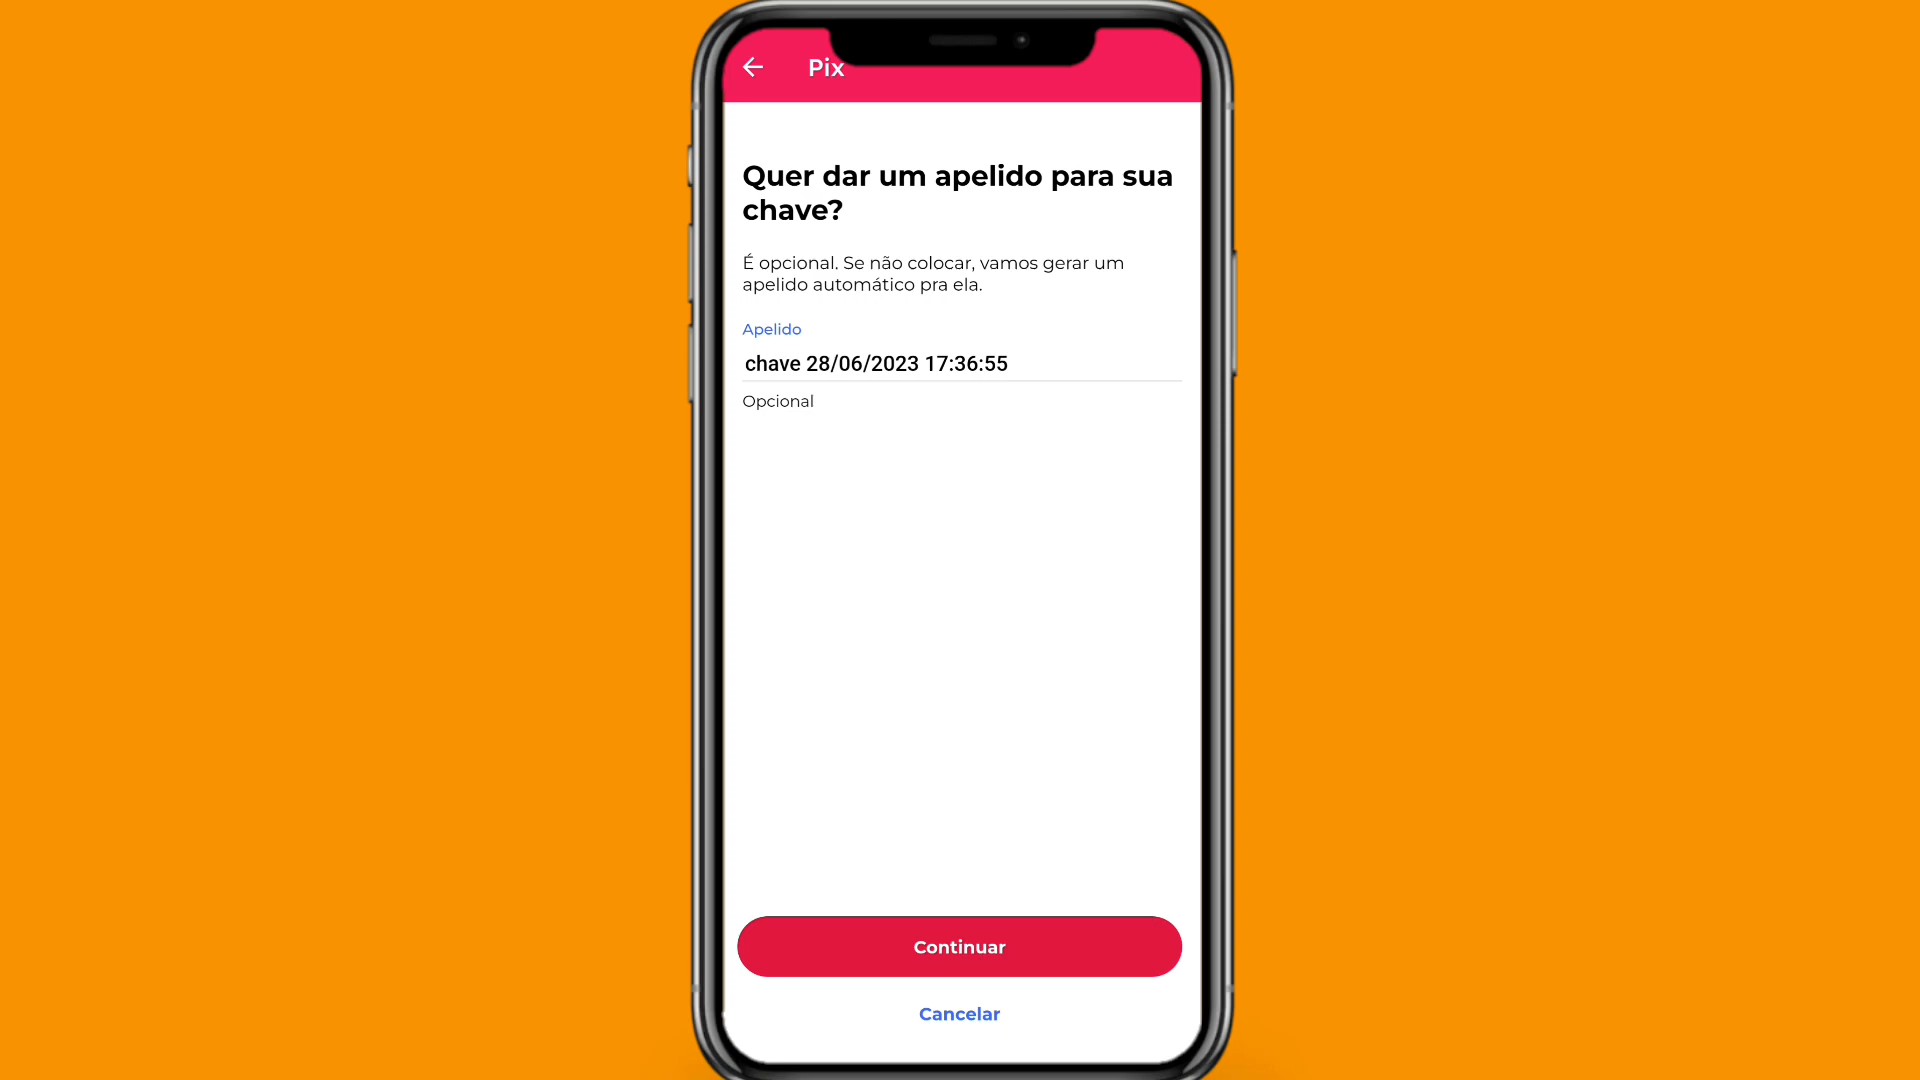 Pix
Quer dar um apelido para sua
chave?
É opcional. Se não colocar, vamos gerar um
apelido automático pra ela.
Apelido
chave 28/06/2023 17:36:55
Opcional
Continuar
Cancelar